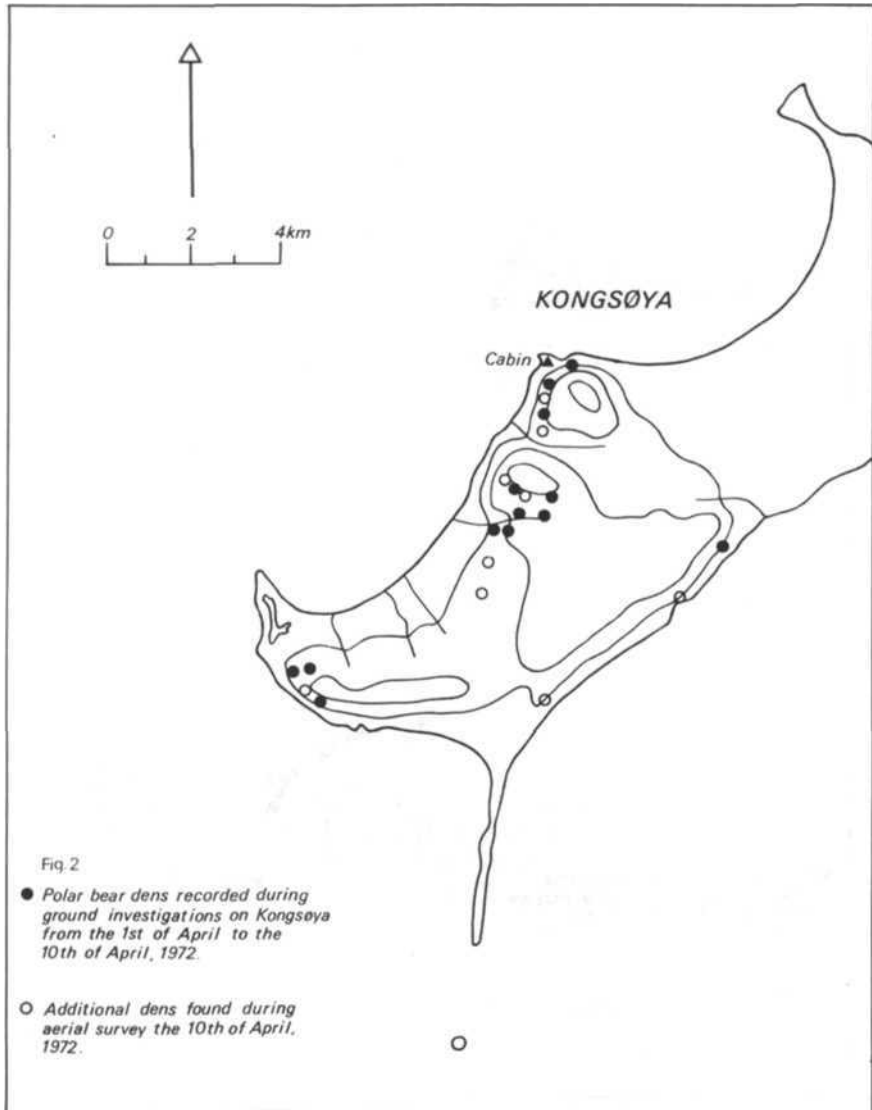 0 2 4km
KONGSØYA
Cabin
Fig. 2
Polar bear dens recorded during
ground investigations on Kongsøya
from the 1st of April to the
10th of April, 1972.
Additional dens found during
aerial survey the 10th of April,
1972.